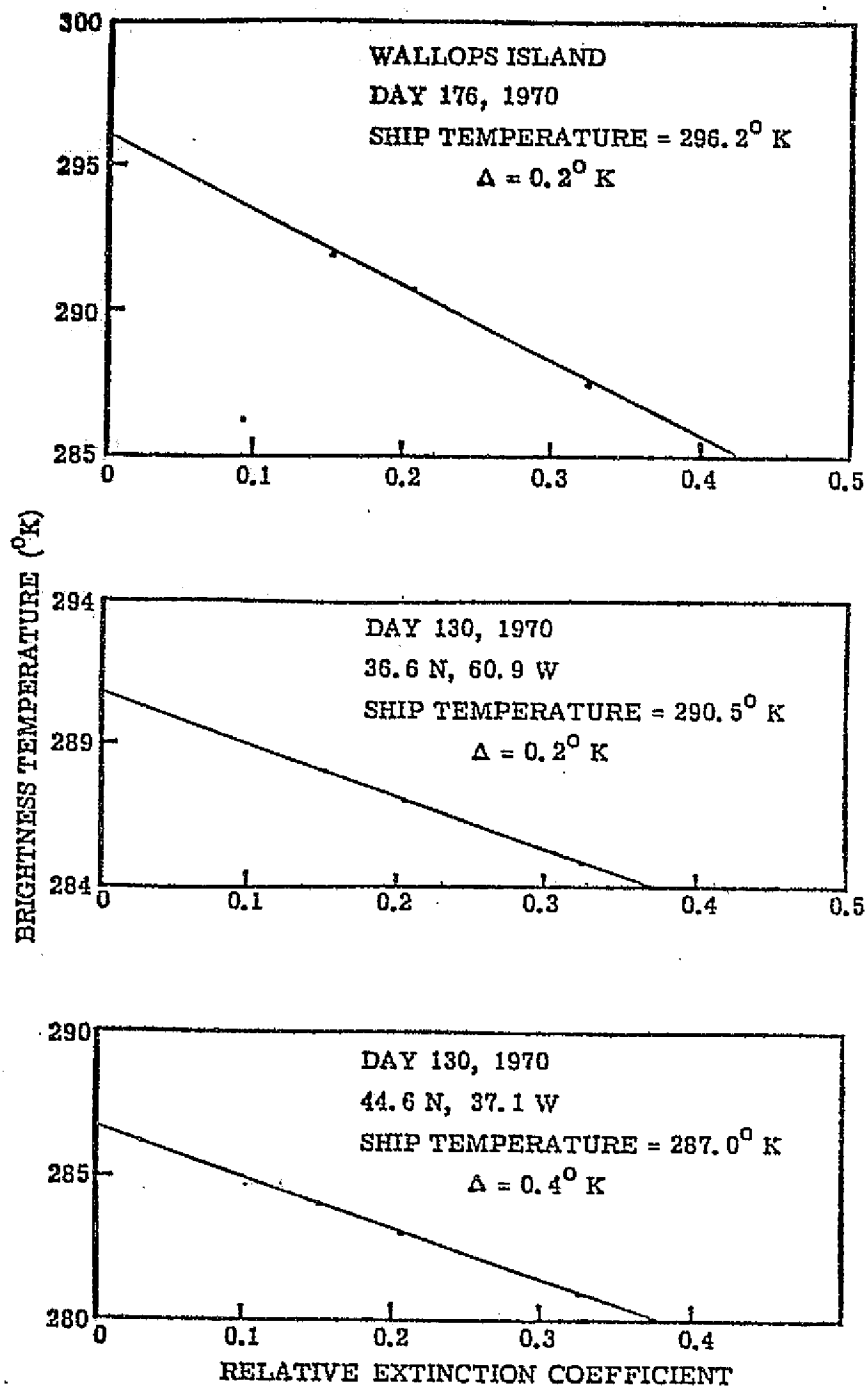 300
295
290
285
WALLOPS ISLAND
DAY 176, 1970
SHIP TEMPERATURE = 296.2° K
Δ = 0.2° K
0 0.1 0.2 0.3 0.4 0.5
BRIGHTNESS TEMPERATURE (°K)
294
289
284
DAY 130, 1970
36.6 N, 60.9 W
SHIP TEMPERATURE = 290.5° K
Δ = 0.2° K
0 0.1 0.2 0.3 0.4 0.5
290
285
280
DAY 130, 1970
44.6 N, 37.1 W
SHIP TEMPERATURE = 287.0° K
Δ = 0.4° K
0 0.1 0.2 0.3 0.4
RELATIVE EXTINCTION COEFFICIENT